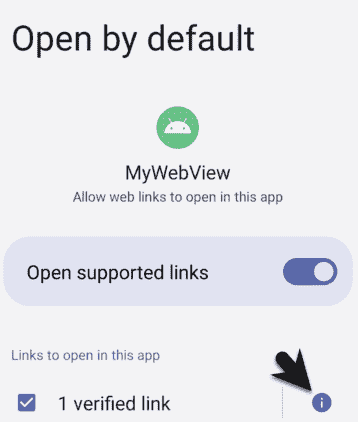 Open by default
MyWebView
Allow web links to open in this app
Open supported links
Links to open in this app
1 verified link